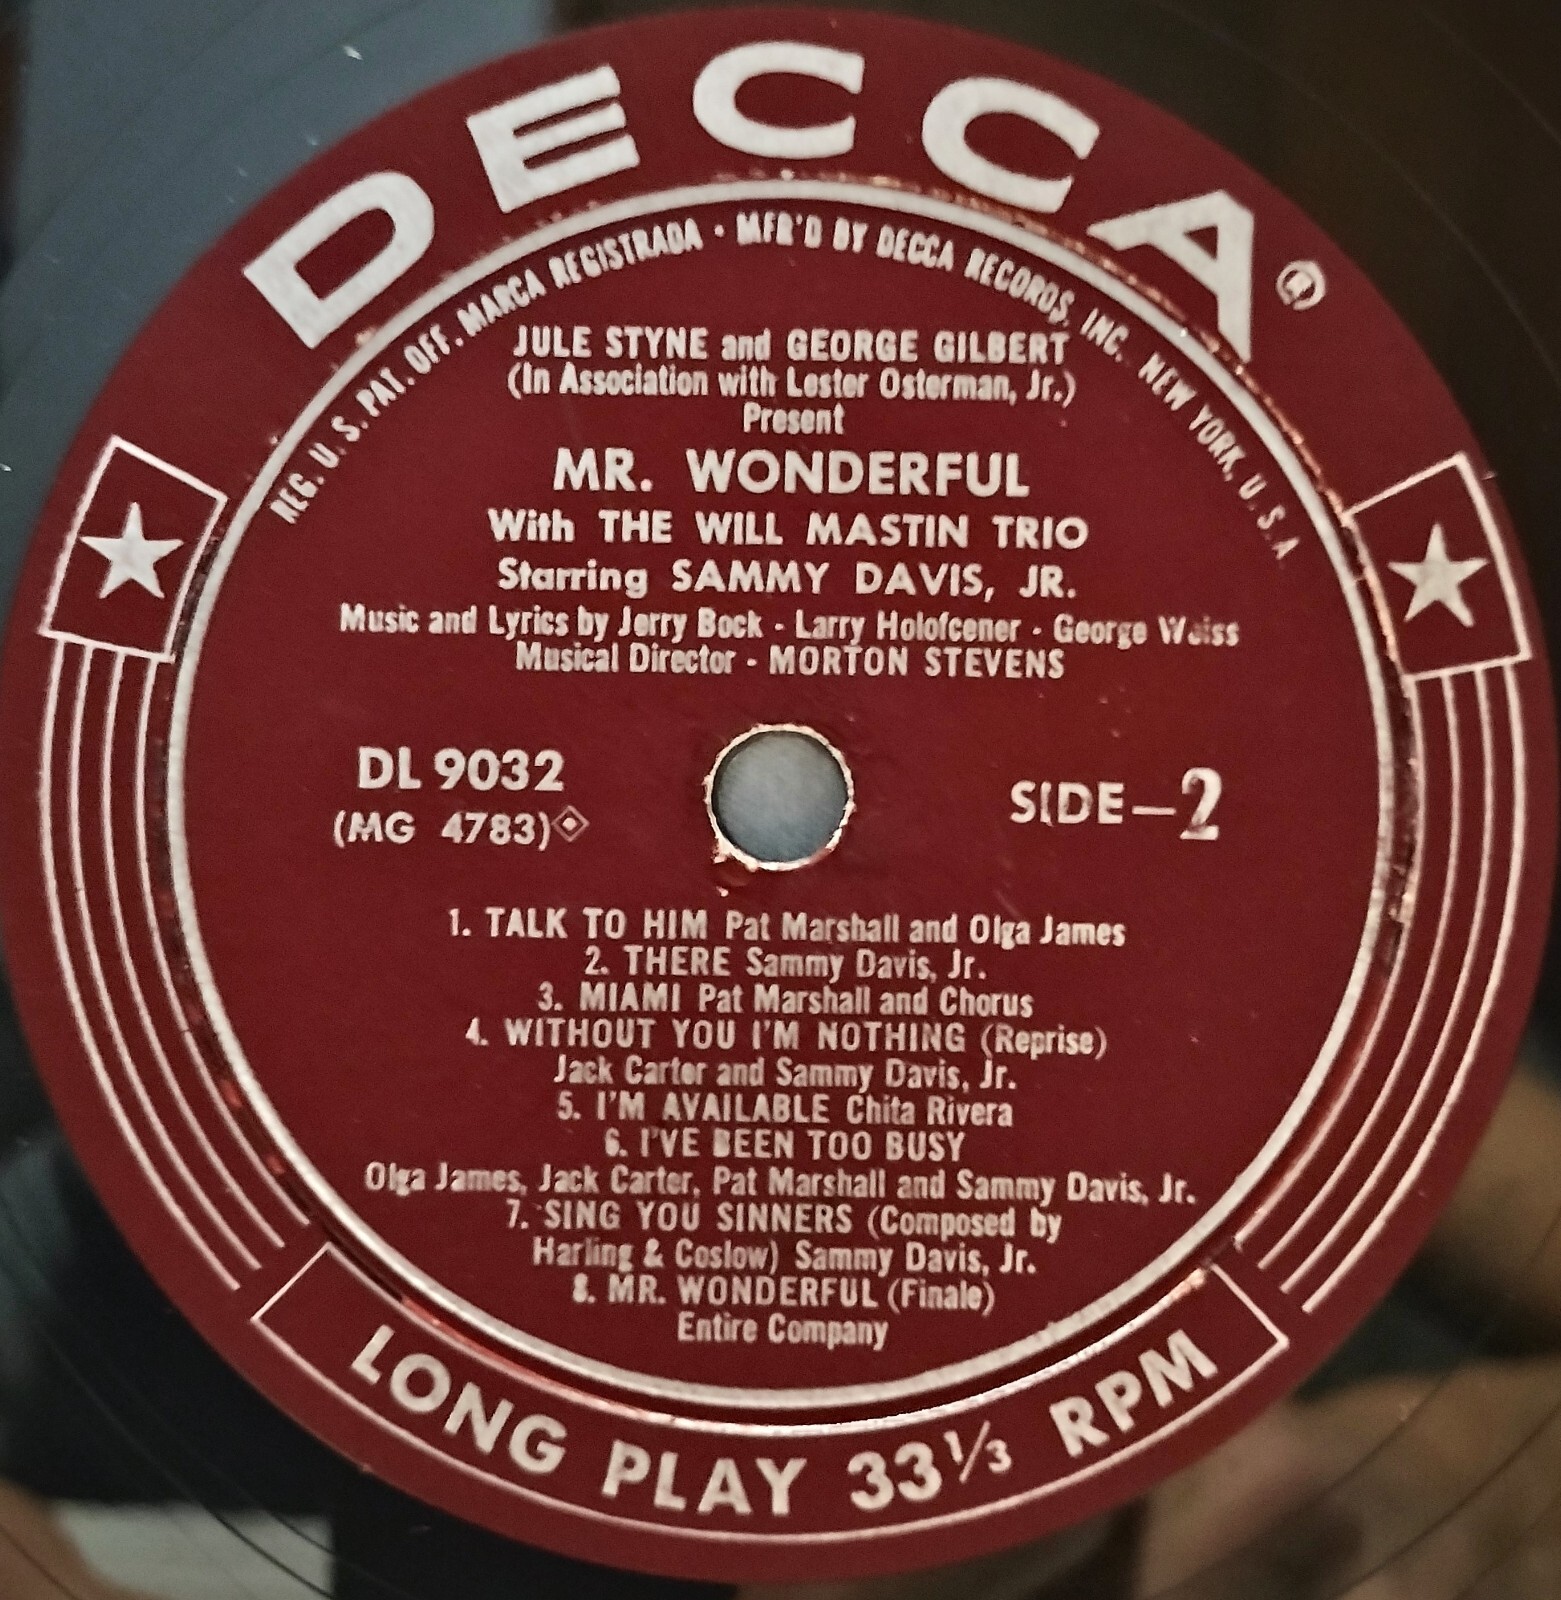 DECCA®
REG. U. S. PAT. OFF. MARCA REGISTRADA · MFR'D BY DECCA RECORDS, INC. NEW YORK, U.S.A
JULE STYNE and GEORGE GILBERT
(In Association with Lester Osterman, Jr.)
Present
MR. WONDERFUL
With THE WILL MASTIN TRIO
Starring SAMMY DAVIS, JR.
Music and Lyrics by Jerry Bock - Larry Holofcener - George Weiss
Musical Director - MORTON STEVENS
DL 9032
(MG 4783)
SIDE—2
1. TALK TO HIM Pat Marshall and Olga James
2. THERE Sammy Davis, Jr.
3. MIAMI Pat Marshall and Chorus
4. WITHOUT YOU I'M NOTHING (Reprise)
Jack Carter and Sammy Davis, Jr.
5. I'M AVAILABLE Chita Rivera
6. I'VE BEEN TOO BUSY
Olga James, Jack Carter, Pat Marshall and Sammy Davis, Jr.
7. SING YOU SINNERS (Composed by
Harling & Coslow) Sammy Davis, Jr.
8. MR. WONDERFUL (Finale)
Entire Company
LONG PLAY 33 1/3 RPM